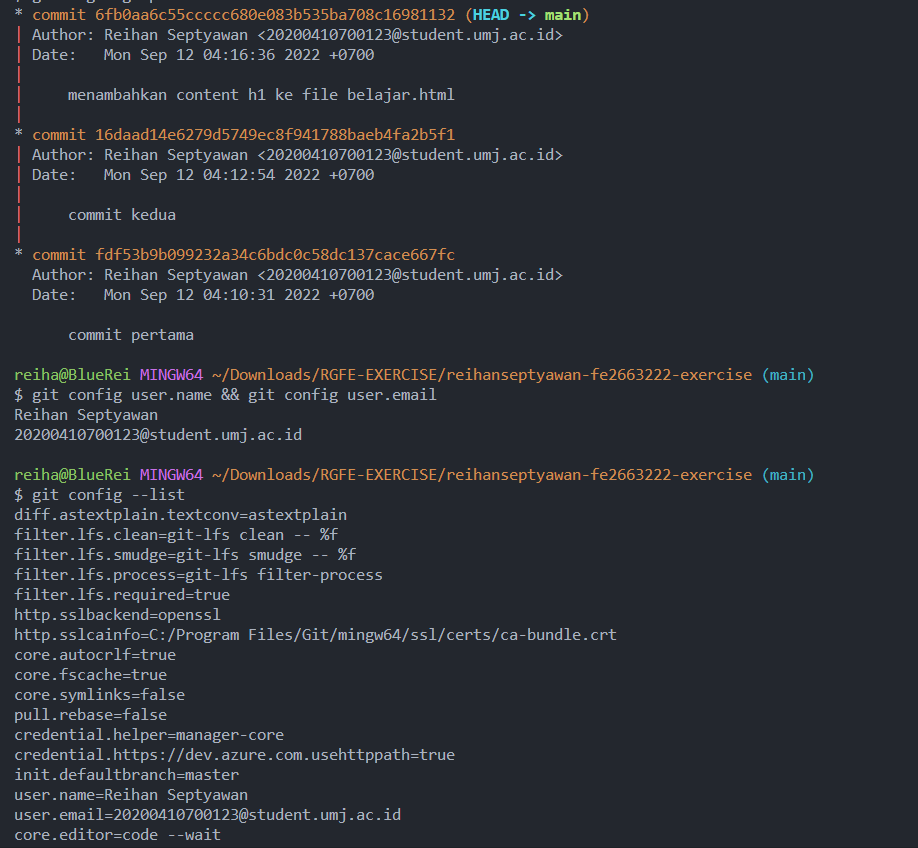 * commit 6fb0aa6c55ccccc680e083b535ba708c16981132 (HEAD -> main)
| Author: Reihan Septyawan <20200410700123@student.umj.ac.id>
| Date:   Mon Sep 12 04:16:36 2022 +0700
|
|     menambahkan content h1 ke file belajar.html
|
* commit 16daad14e6279d5749ec8f941788baeb4fa2b5f1
| Author: Reihan Septyawan <20200410700123@student.umj.ac.id>
| Date:   Mon Sep 12 04:12:54 2022 +0700
|
|     commit kedua
|
* commit fdf53b9b099232a34c6bdc0c58dc137cace667fc
  Author: Reihan Septyawan <20200410700123@student.umj.ac.id>
  Date:   Mon Sep 12 04:10:31 2022 +0700
      commit pertama
reiha@BlueRei MINGW64 ~/Downloads/RGFE-EXERCISE/reihanseptyawan-fe2663222-exercise (main)
$ git config user.name && git config user.email
Reihan Septyawan
20200410700123@student.umj.ac.id
reiha@BlueRei MINGW64 ~/Downloads/RGFE-EXERCISE/reihanseptyawan-fe2663222-exercise (main)
$ git config --list
diff.astextplain.textconv=astextplain
filter.lfs.clean=git-lfs clean -- %f
filter.lfs.smudge=git-lfs smudge -- %f
filter.lfs.process=git-lfs filter-process
filter.lfs.required=true
http.sslbackend=openssl
http.sslcainfo=C:/Program Files/Git/mingw64/ssl/certs/ca-bundle.crt
core.autocrlf=true
core.fscache=true
core.symlinks=false
pull.rebase=false
credential.helper=manager-core
credential.https://dev.azure.com.usehttppath=true
init.defaultbranch=master
user.name=Reihan Septyawan
user.email=20200410700123@student.umj.ac.id
core.editor=code --wait